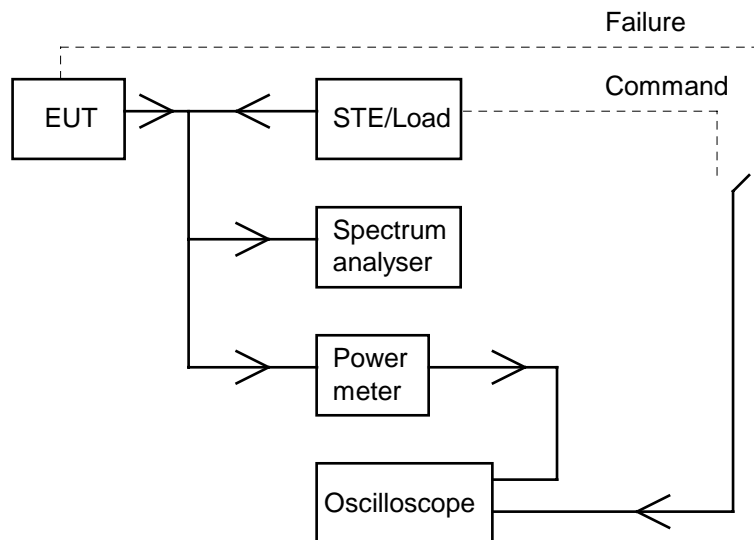 Failure
Command
EUT
STE/Load
Spectrum
analyser
Power
meter
Oscilloscope